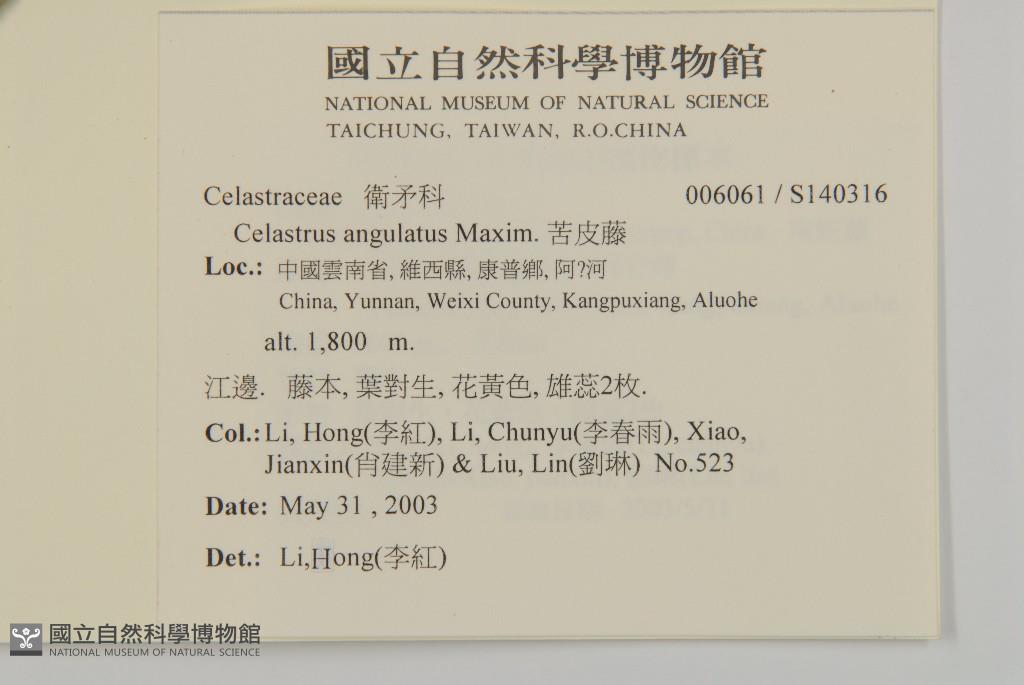 國立自然科學博物館
NATIONAL MUSEUM OF NATURAL SCIENCE
TAICHUNG, TAIWAN, R.O.CHINA
Celastraceae 衛矛科 006061 / S140316
Celastrus angulatus Maxim. 苦皮藤
Loc.: 中國雲南省, 維西縣, 康普鄉, 阿?河
China, Yunnan, Weixi County, Kangpuxiang, Aluohe
alt. 1,800 m.
江邊. 藤本, 葉對生, 花黃色, 雄蕊2枚.
Col.: Li, Hong(李紅), Li, Chunyu(李春雨), Xiao,
Jianxin(肖建新) & Liu, Lin(劉琳) No.523
Date: May 31 , 2003
Det.: Li,Hong(李紅)
國立自然科學博物館
NATIONAL MUSEUM OF NATURAL SCIENCE